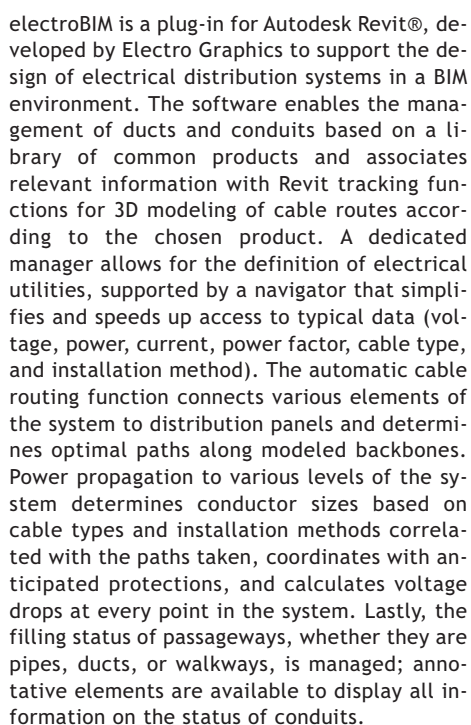 electroBIM is a plug-in for Autodesk Revit®, de-
veloped by Electro Graphics to support the de-
sign of electrical distribution systems in a BIM
environment. The software enables the mana-
gement of ducts and conduits based on a li-
brary of common products and associates
relevant information with Revit tracking fun-
ctions for 3D modeling of cable routes accor-
ding to the chosen product. A dedicated
manager allows for the definition of electrical
utilities, supported by a navigator that simpli-
fies and speeds up access to typical data (vol-
tage, power, current, power factor, cable type,
and installation method). The automatic cable
routing function connects various elements of
the system to distribution panels and determi-
nes optimal paths along modeled backbones.
Power propagation to various levels of the sy-
stem determines conductor sizes based on
cable types and installation methods correla-
ted with the paths taken, coordinates with an-
ticipated protections, and calculates voltage
drops at every point in the system. Lastly, the
filling status of passageways, whether they are
pipes, ducts, or walkways, is managed; anno-
tative elements are available to display all in-
formation on the status of conduits.